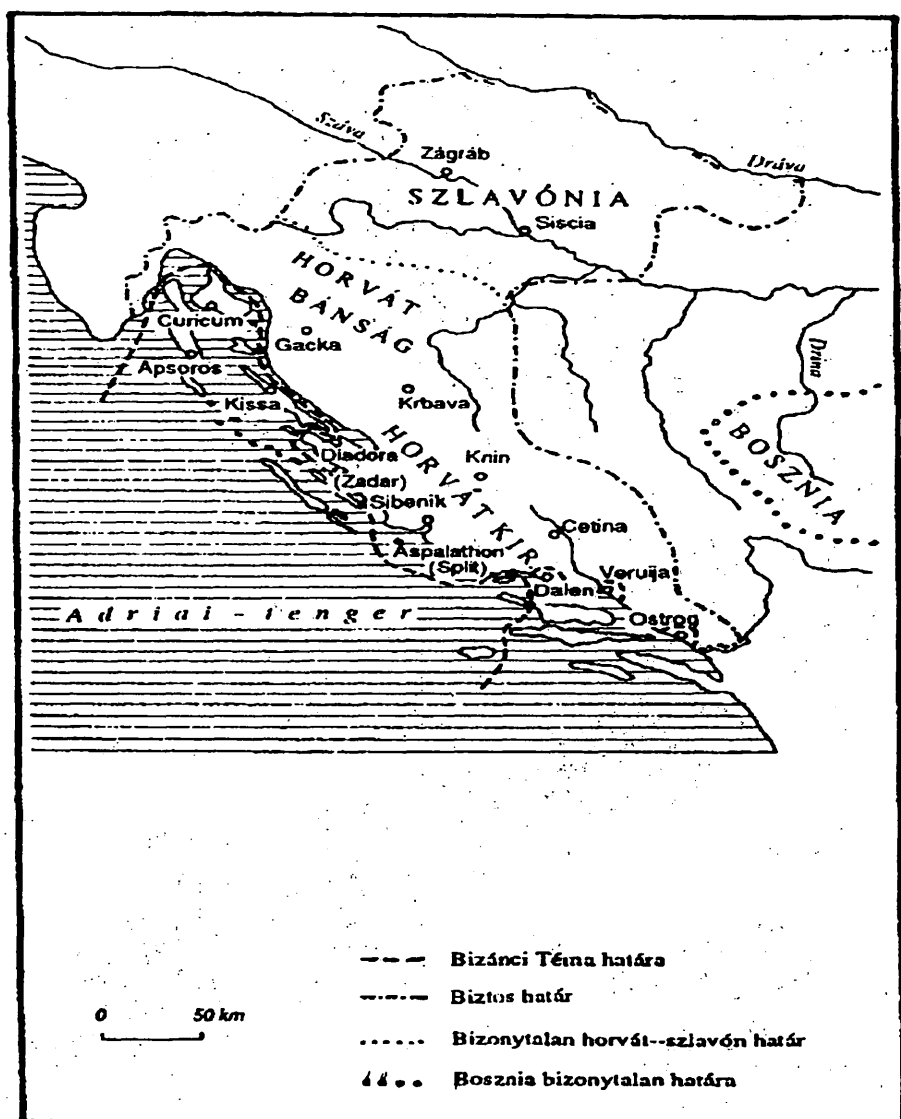 Száva
Dráva
Zágráb
SZLAVÓNIA
Siscia
HORVÁT
BÁNSÁG
Curicum
Gacka
Drina
Apsoros
Kissa
Krbava
BOSZNIA
HORVÁT KIR.
Diadora
(Zadar)
Knin
Sibenik
Cetina
Aspalathon
(Split)
Dalen
Veruija
Adriai-tenger
Ostrog
Bizánci Téma határa
Biztos határ
0 50 km
Bizonytalan horvát--szlavón határ
Bosznia bizonytalan határa